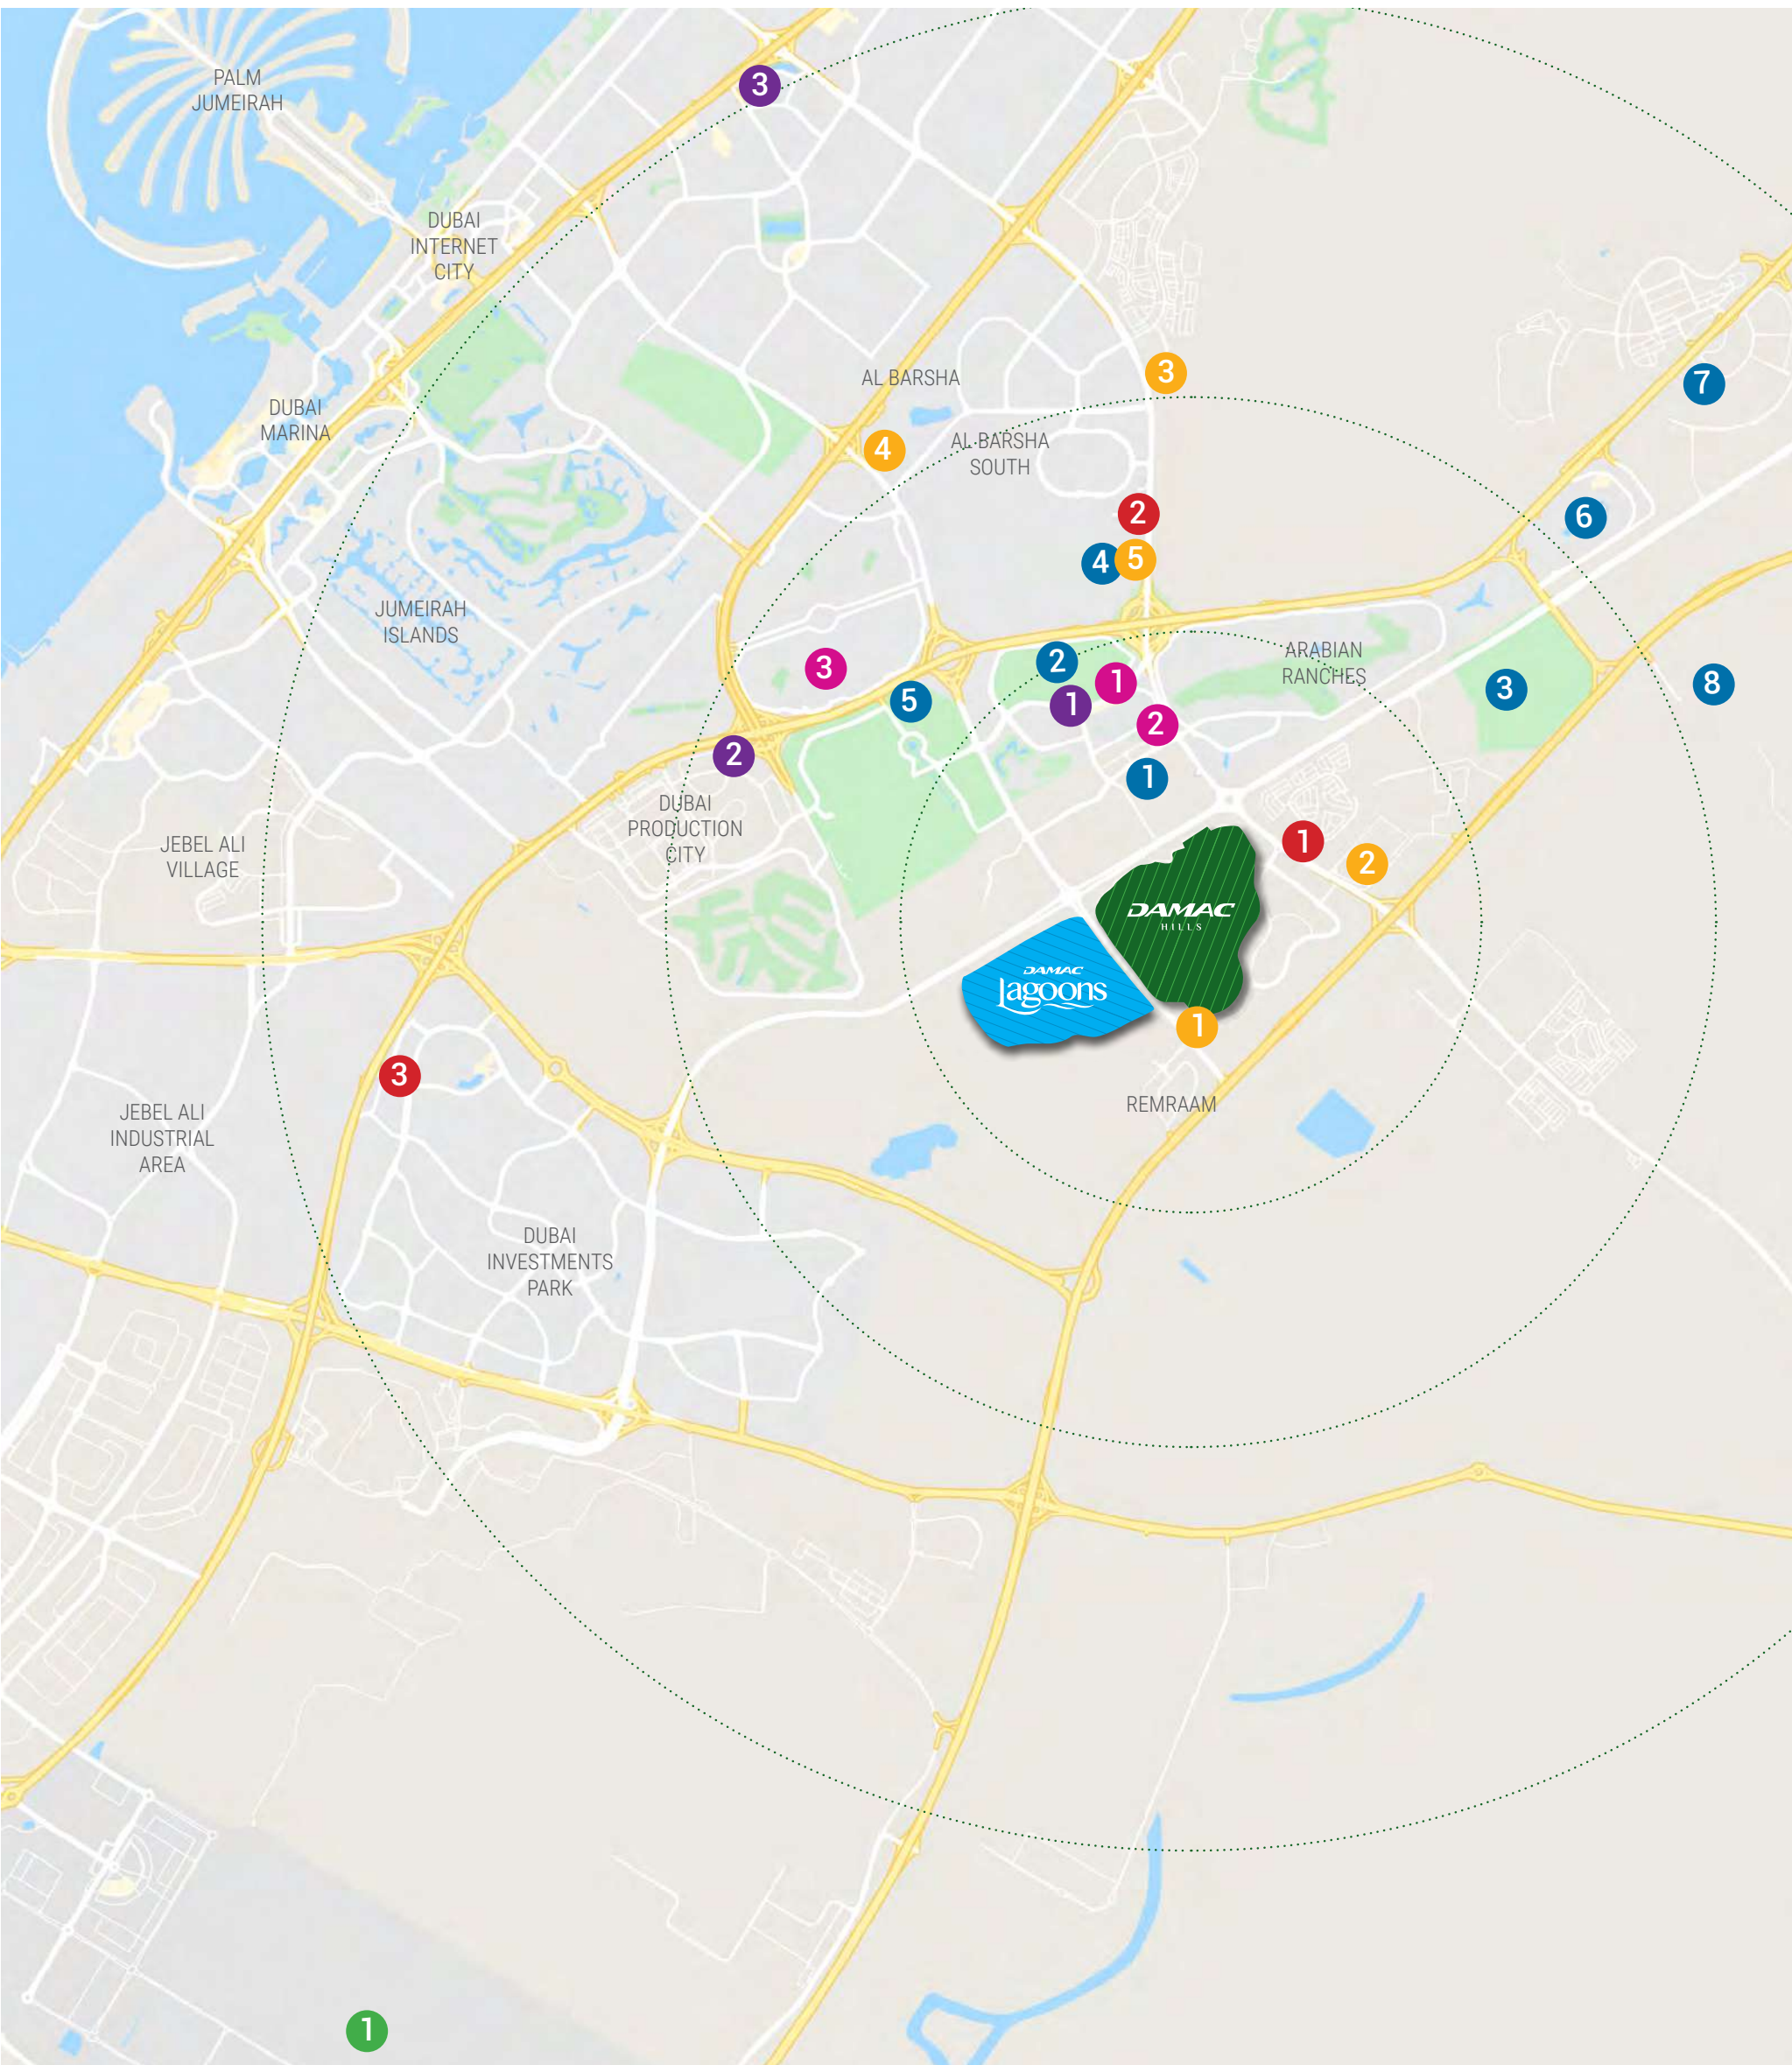 PALM
JUMEIRAH
3
DUBAI
INTERNET
CITY
AL BARSHA
3
7
DUBAI
MARINA
4
AL BARSHA
SOUTH
2
6
4
5
JUMEIRAH
ISLANDS
ARABIAN
RANCHES
2
3
1
3
8
5
1
2
2
1
DUBAI
PRODUCTION
CITY
JEBEL ALI
VILLAGE
1
2
DAMAC
HILLS
DAMAC
lagoons
1
3
REMRAAM
JEBEL ALI
INDUSTRIAL
AREA
DUBAI
INVESTMENTS
PARK
1